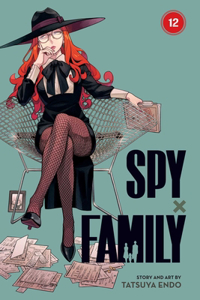 12
SPY
×
FAMILY
STORY AND ART BY
TATSUYA ENDO